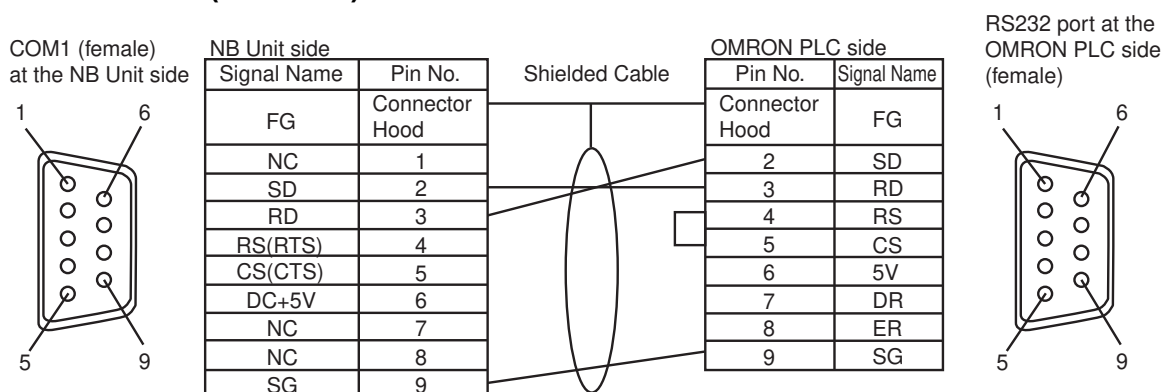 COM1 (female)
at the NB Unit side
1
6
5
9
NB Unit side
Signal Name Pin No.
FG Connector Hood
NC 1
SD 2
RD 3
RS(RTS) 4
CS(CTS) 5
DC+5V 6
NC 7
NC 8
SG 9
Shielded Cable
OMRON PLC side
Pin No. Signal Name
Connector Hood FG
2 SD
3 RD
4 RS
5 CS
6 5V
7 DR
8 ER
9 SG
RS232 port at the
OMRON PLC side
(female)
1
6
5
9